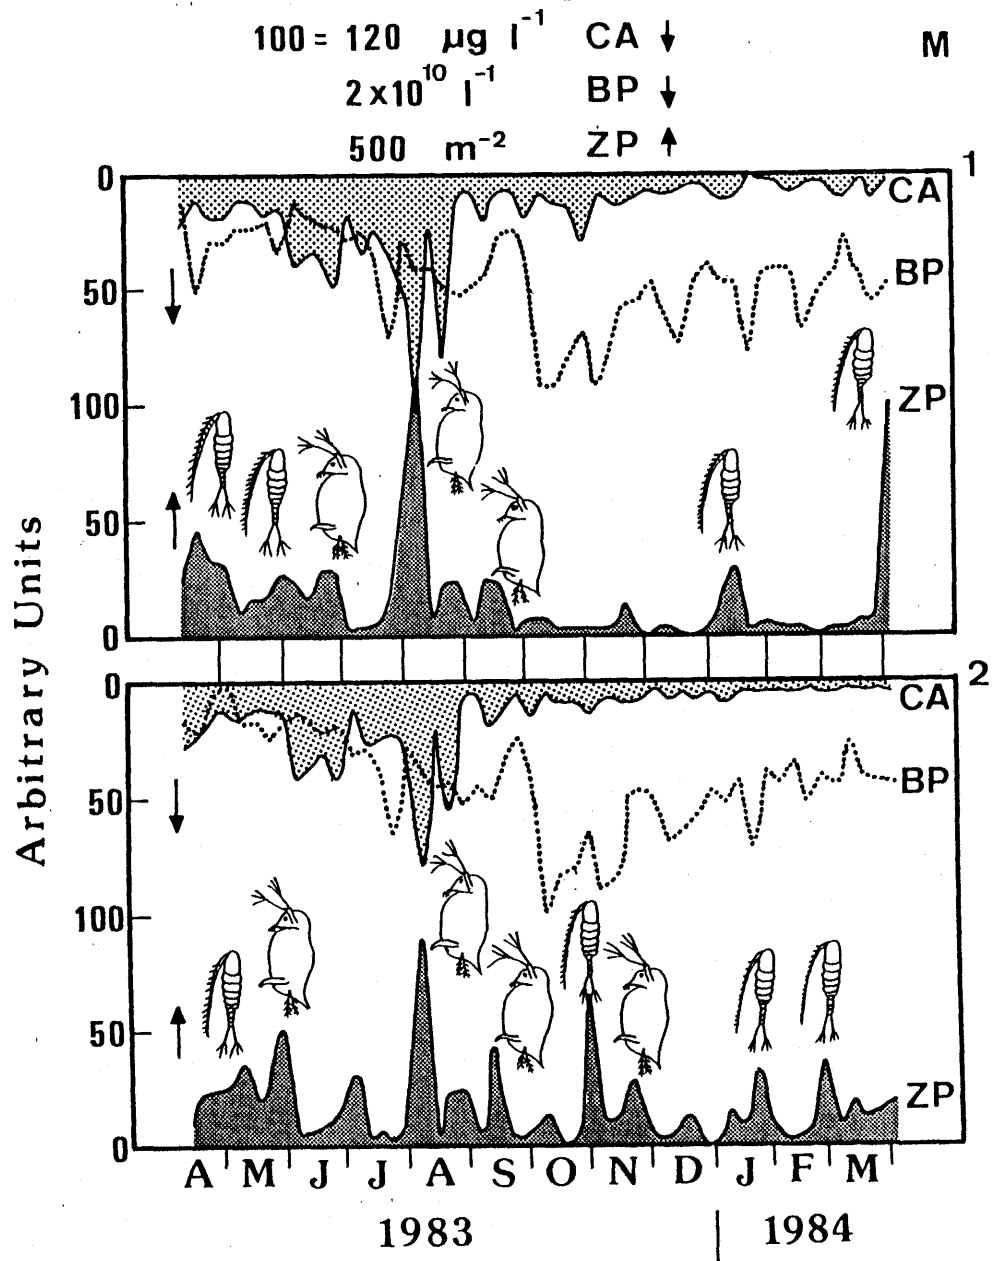 100 = 120 µg l⁻¹ CA ↓ M
2x10¹⁰ l⁻¹ BP ↓
500 m⁻² ZP ↑
1
0 CA
50 BP
100 ZP
50
0
Arbitrary Units
2
0 CA
50 BP
100
50 ZP
0
A M J J A S O N D J F M
1983 1984